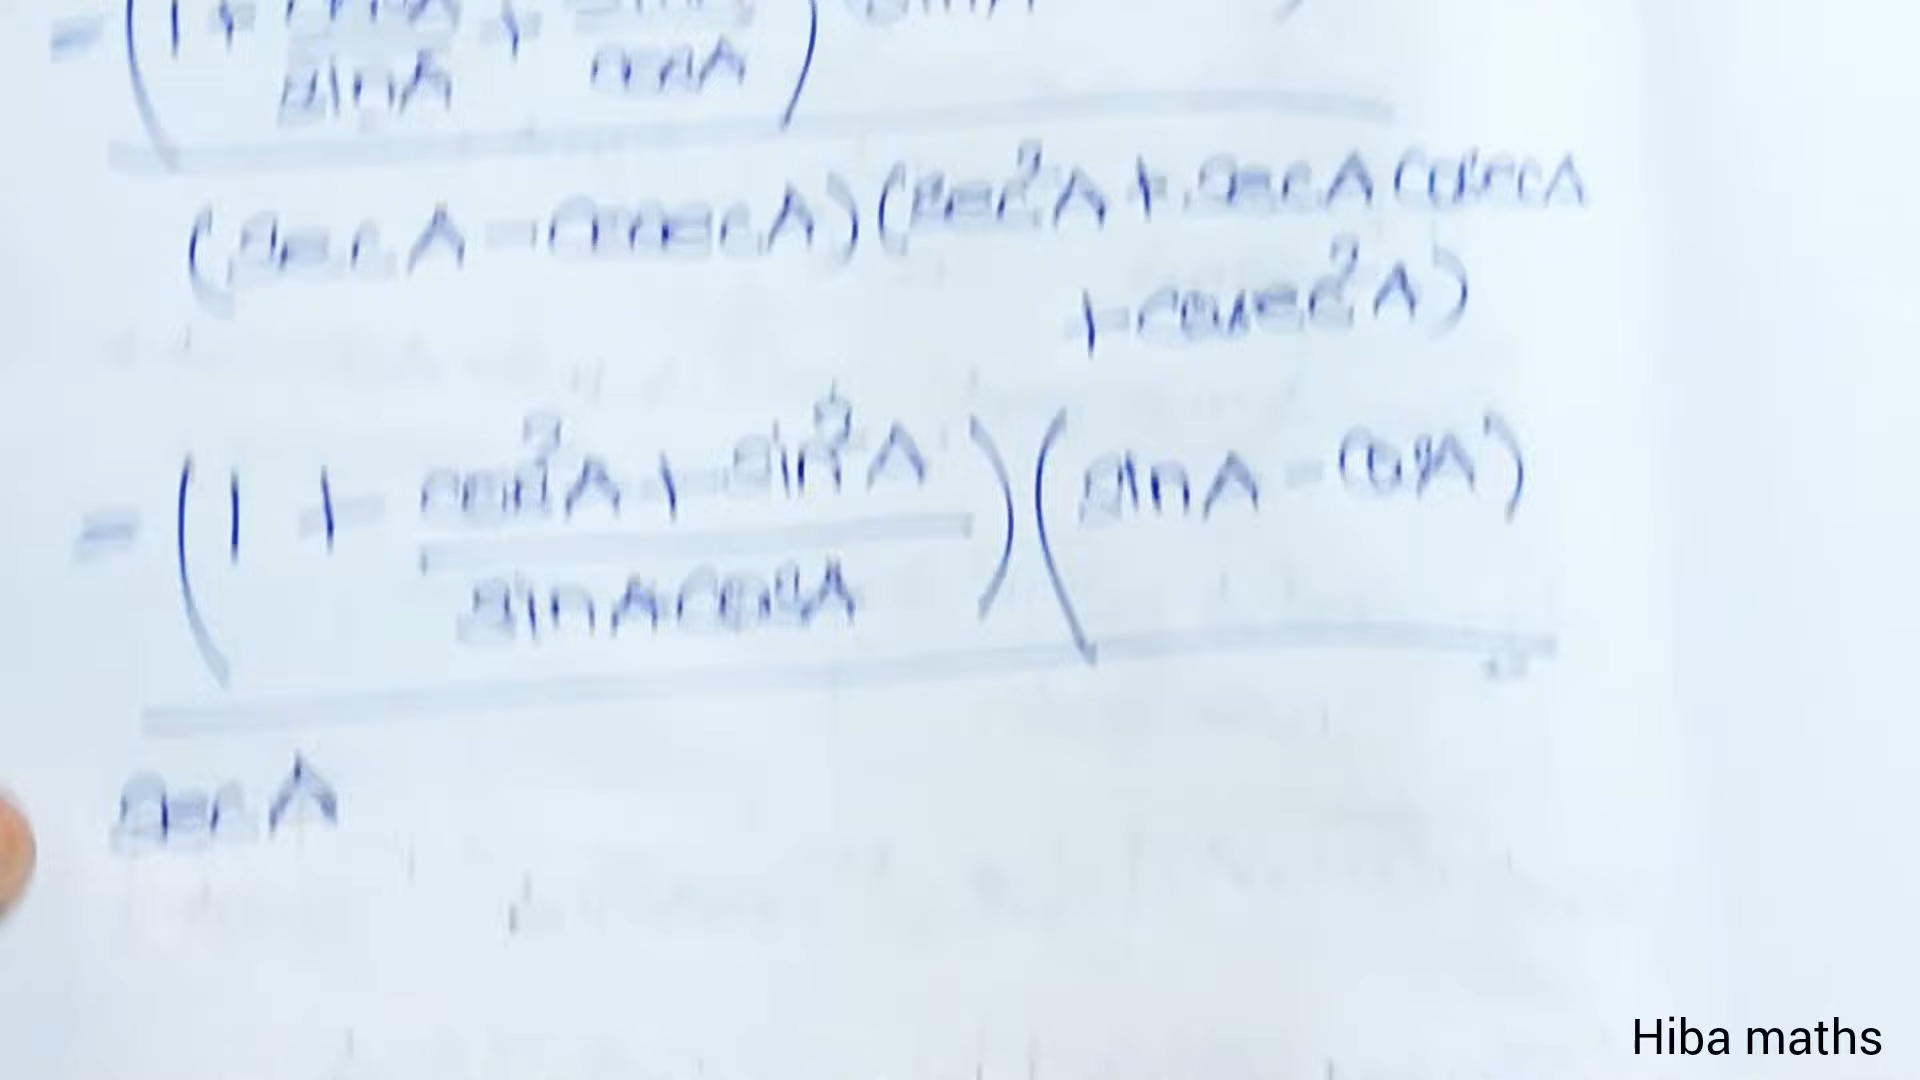 = (1 + cosA/sinA + sinA/cosA) sinA
(secA - cosecA)(sec²A + secA cosecA
+ cosec²A)
= (1 + cos²A + sin²A / sinA cosA)(sinA - cosA)
secA
Hiba maths